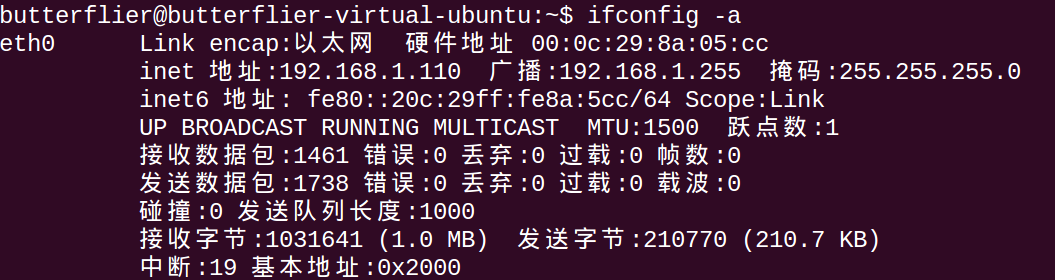 butterflier@butterflier-virtual-ubuntu:~$ ifconfig -a
eth0      Link encap:以太网  硬件地址 00:0c:29:8a:05:cc
          inet 地址:192.168.1.110  广播:192.168.1.255  掩码:255.255.255.0
          inet6 地址: fe80::20c:29ff:fe8a:5cc/64 Scope:Link
          UP BROADCAST RUNNING MULTICAST  MTU:1500  跃点数:1
          接收数据包:1461 错误:0 丢弃:0 过载:0 帧数:0
          发送数据包:1738 错误:0 丢弃:0 过载:0 载波:0
          碰撞:0 发送队列长度:1000
          接收字节:1031641 (1.0 MB)  发送字节:210770 (210.7 KB)
          中断:19 基本地址:0x2000